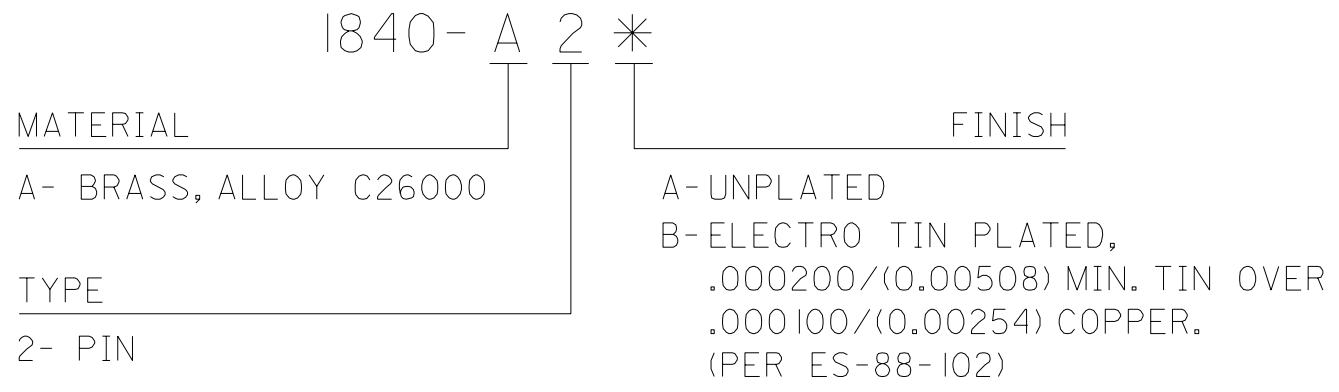 1840- A 2 *
MATERIAL
A- BRASS, ALLOY C26000
TYPE
2- PIN
FINISH
A-UNPLATED
B-ELECTRO TIN PLATED,
.000200/(0.00508) MIN. TIN OVER
.000100/(0.00254) COPPER.
(PER ES-88-102)